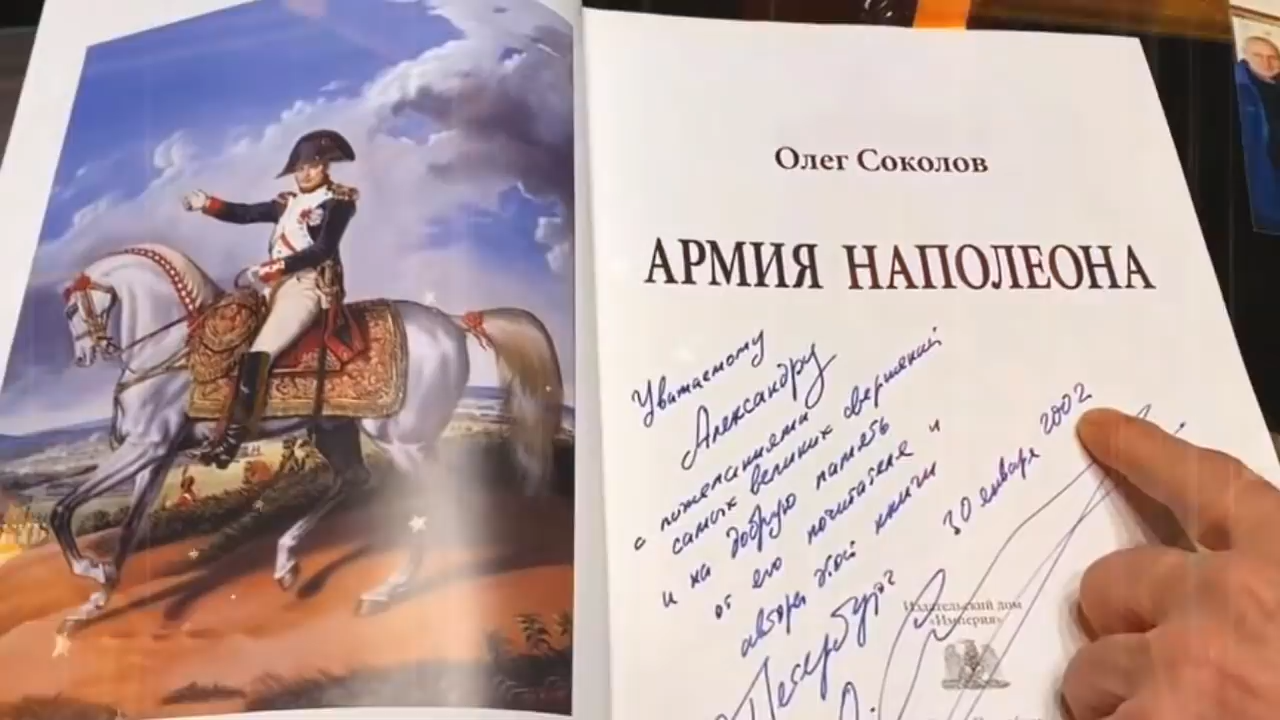 Олег Соколов
АРМИЯ НАПОЛЕОНА
Уважаемому
Александру
с пожеланиями
самых великих свершений
и на добрую память
от его почитателя и
автора этой книги
30 января 2002
Петербург
Издательский дом
«Империя»